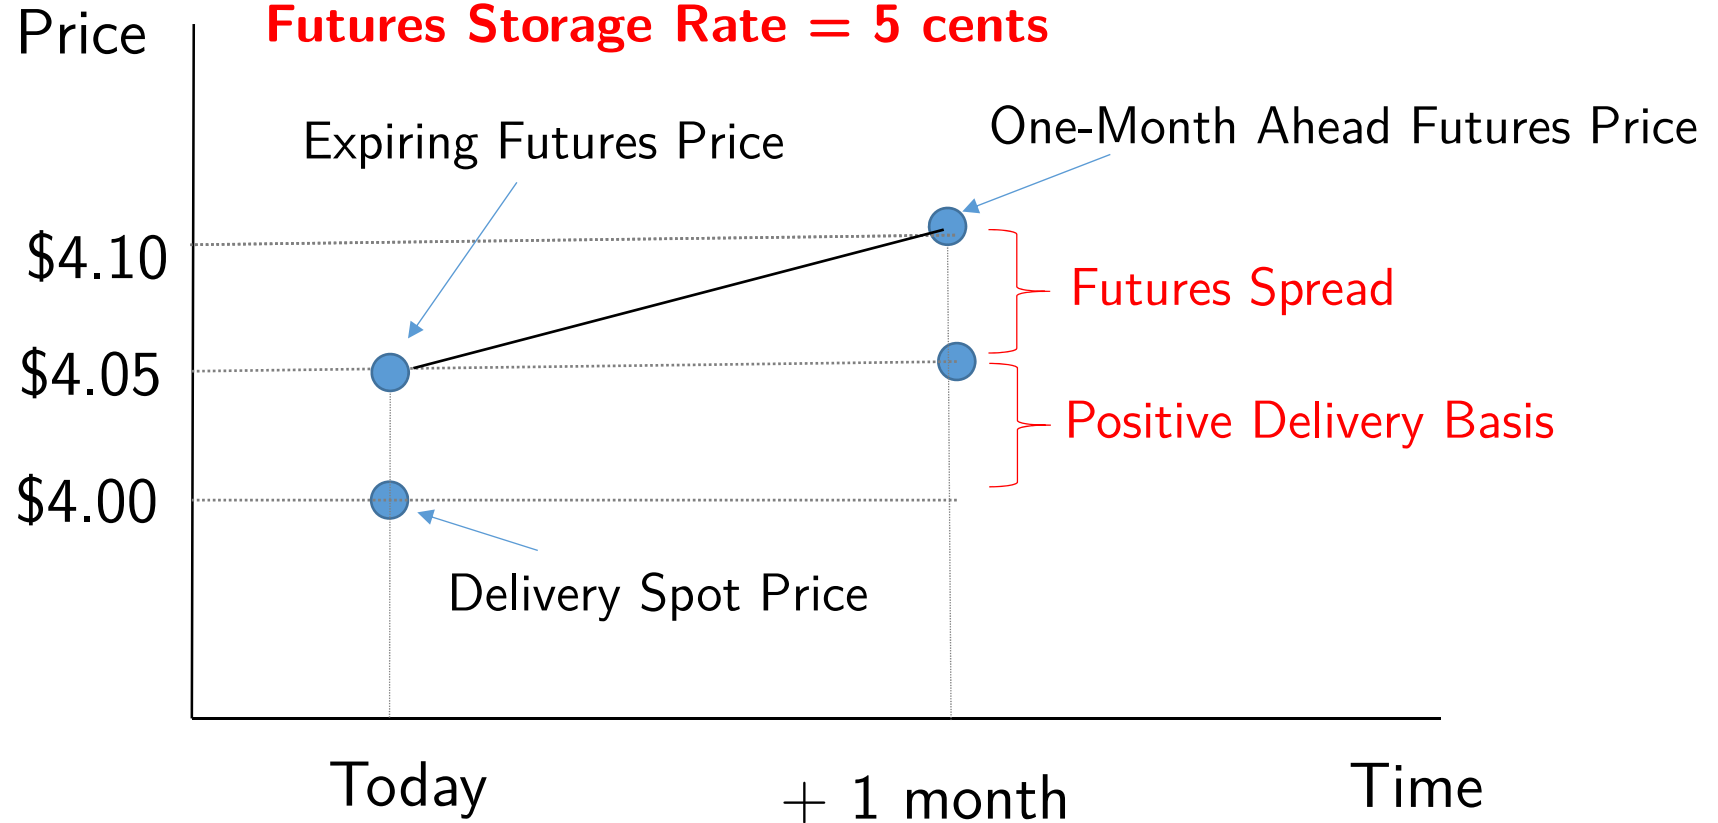 Price
Futures Storage Rate = 5 cents
Expiring Futures Price
One-Month Ahead Futures Price
$4.10
Futures Spread
$4.05
Positive Delivery Basis
$4.00
Delivery Spot Price
Today
+ 1 month
Time